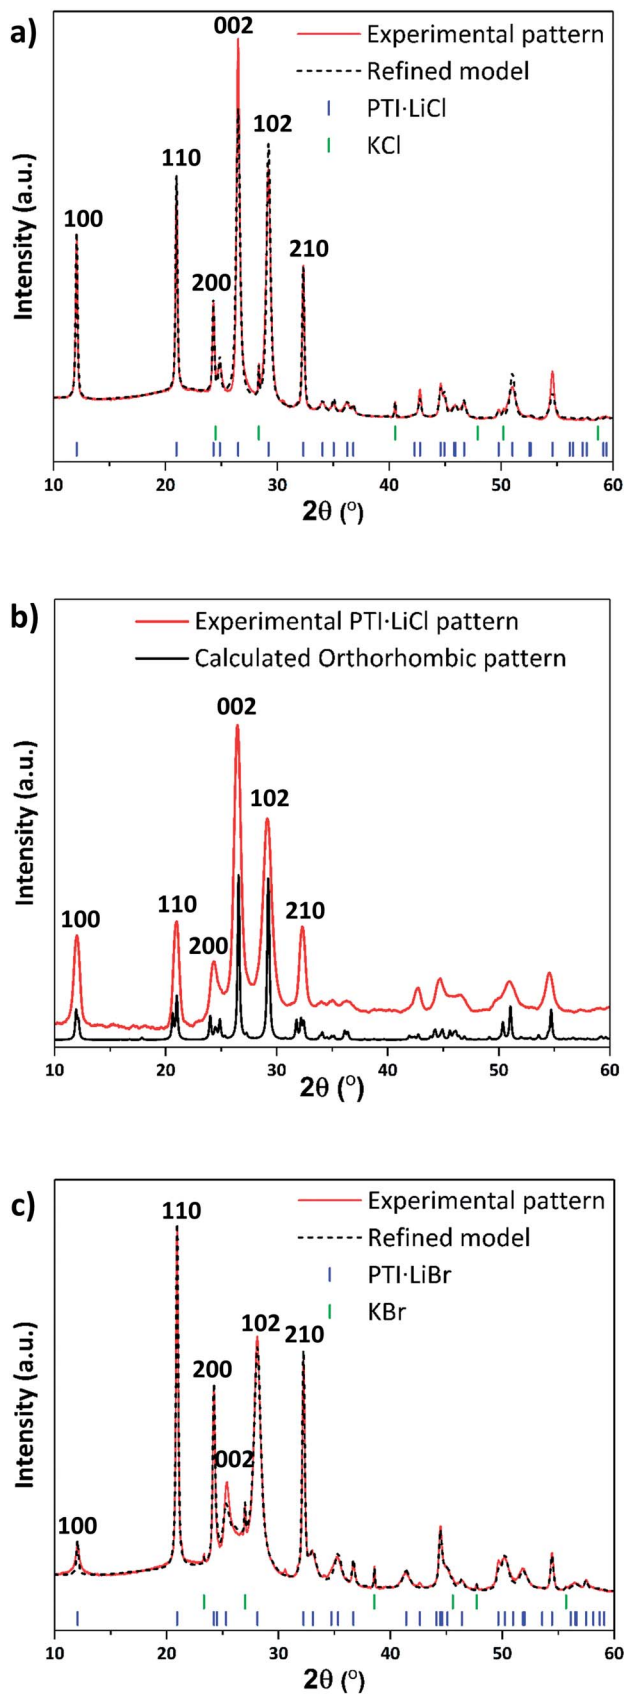 a)
002
Experimental pattern
Refined model
PTI·LiCl
KCl
102
110
210
100
200
Intensity (a.u.)
10 20 30 40 50 60
2θ (°)
b)
Experimental PTI·LiCl pattern
Calculated Orthorhombic pattern
002
102
110
210
100
200
Intensity (a.u.)
10 20 30 40 50 60
2θ (°)
c)
110
Experimental pattern
Refined model
PTI·LiBr
KBr
102
210
200
002
100
Intensity (a.u.)
10 20 30 40 50 60
2θ (°)